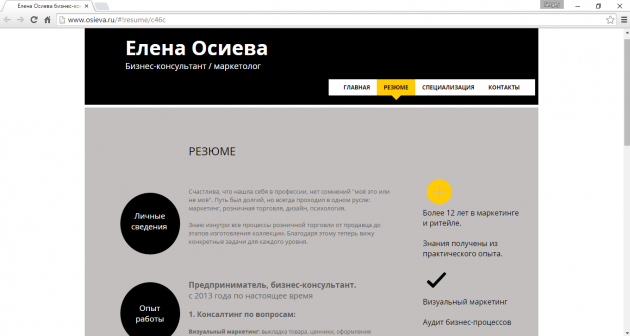 Елена Осиева бизнес-ко
www.osieva.ru/#!resume/c46c
Елена Осиева
Бизнес-консультант / маркетолог
ГЛАВНАЯ РЕЗЮМЕ СПЕЦИАЛИЗАЦИЯ КОНТАКТЫ
РЕЗЮМЕ
Личные
сведения
Счастлива, что нашла себя в профессии, нет сомнений "моё это или
не моё". Путь был долгий, но всегда проходил в одном русле:
маркетинг, розничная торговля, дизайн, психология.
Знаю изнутри все процессы розничной торговли от продавца до
этапов изготовления коллекции. Благодаря этому теперь вижу
конкретные задачи для каждого уровня.
Более 12 лет в маркетинге
и ритейле.
Знания получены из
практического опыта.
Опыт
работы
Предприниматель, бизнес-консультант.
с 2013 года по настоящее время
1. Консалтинг по вопросам:
Визуальный маркетинг: выкладка товара, ценники, оформление
Визуальный маркетинг
Аудит бизнес-процессов